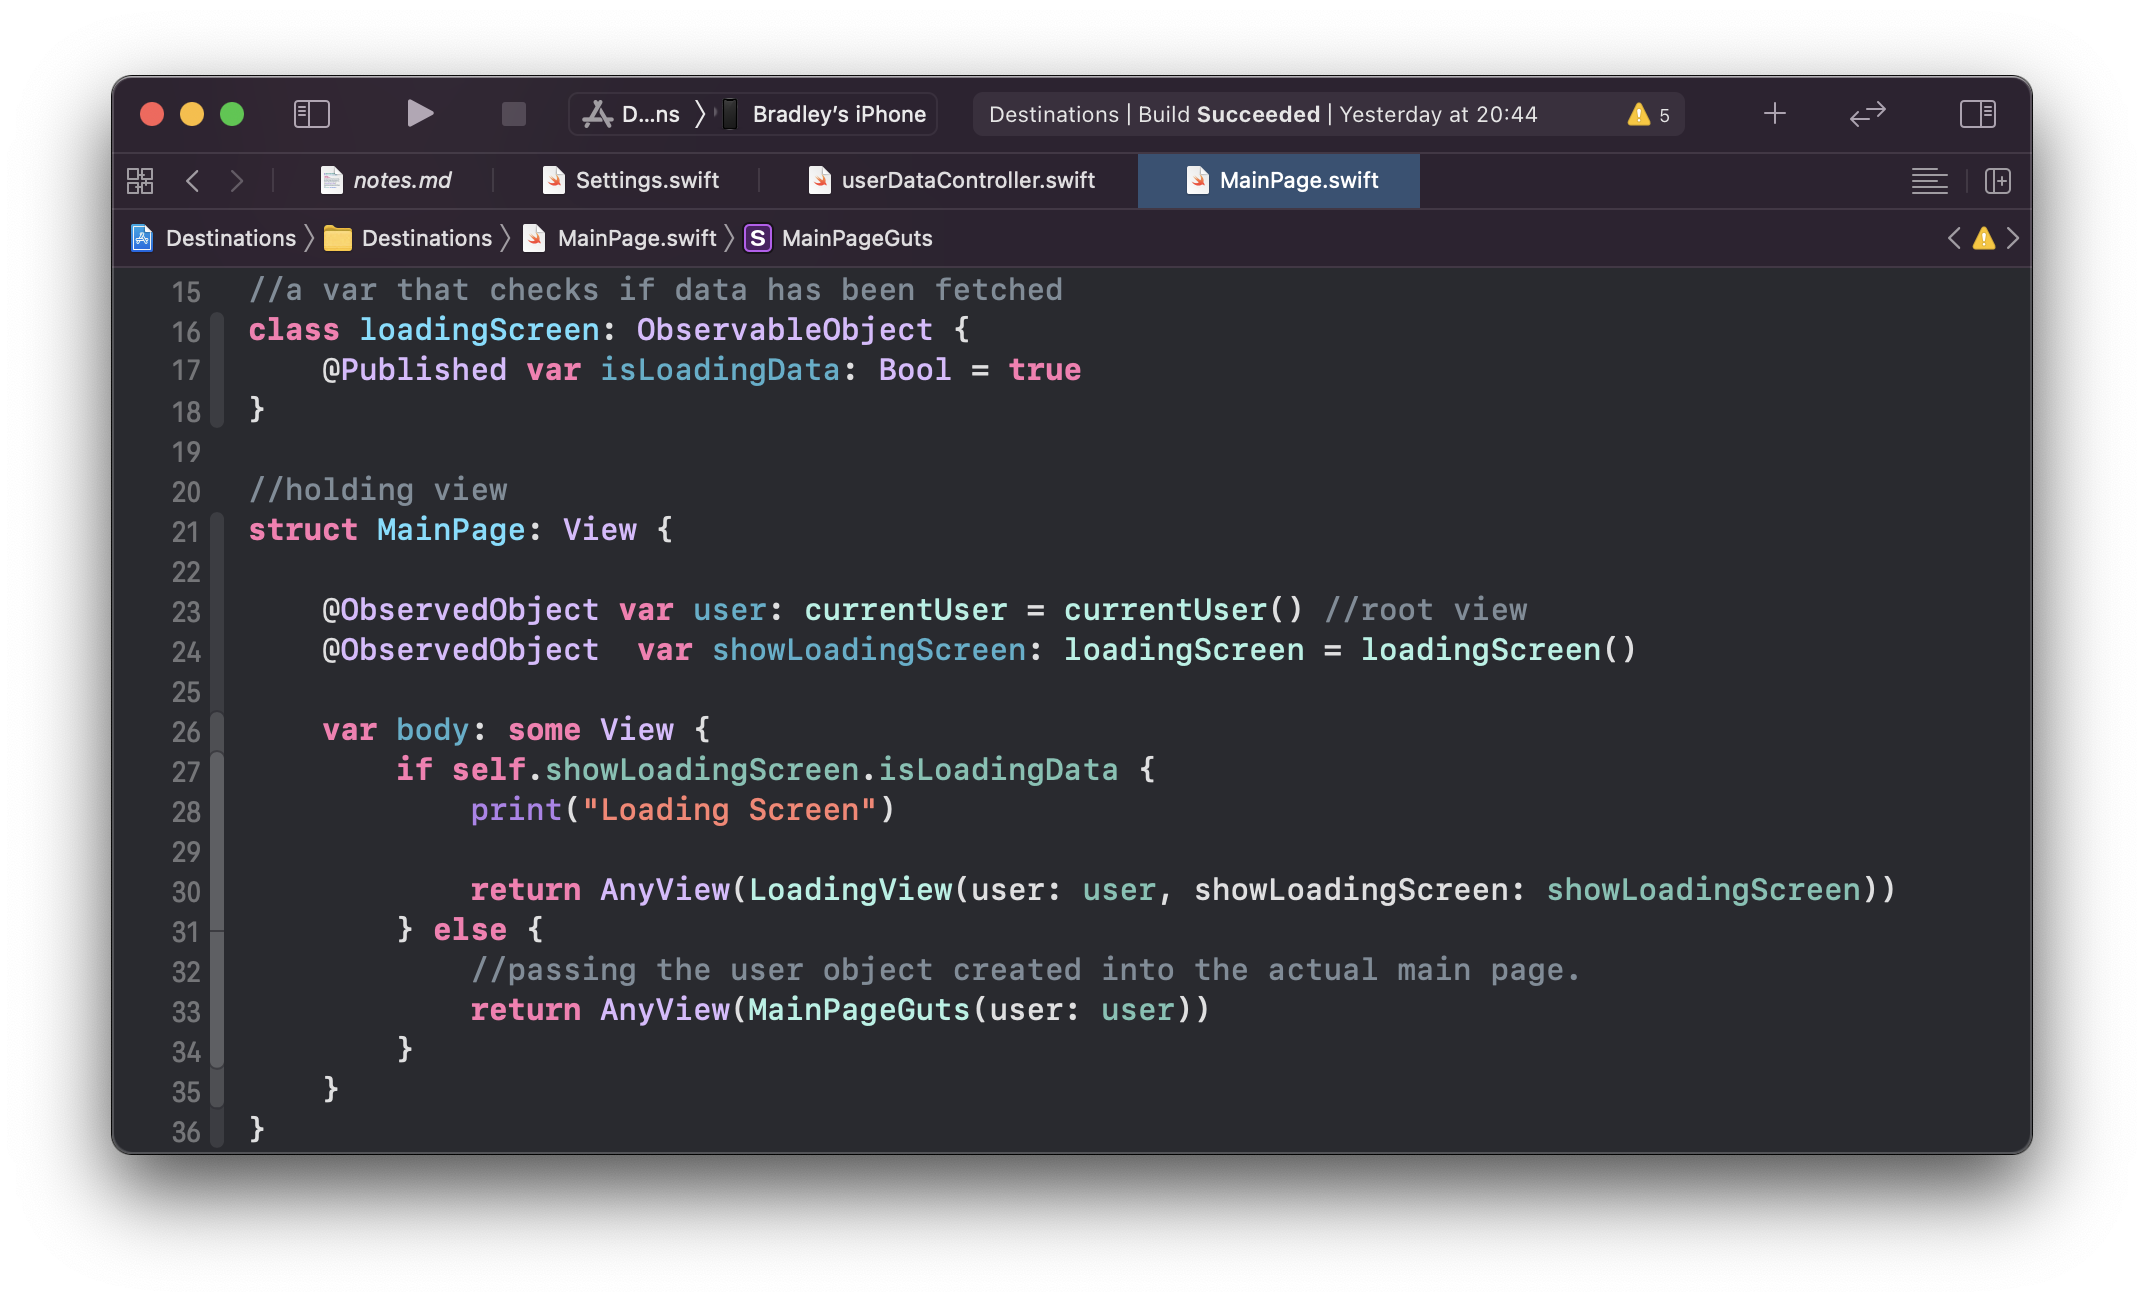 D...ns 〉 Bradley’s iPhone Destinations | Build Succeeded | Yesterday at 20:44 5
notes.md Settings.swift userDataController.swift MainPage.swift
Destinations 〉 Destinations 〉 MainPage.swift 〉 S MainPageGuts
15 //a var that checks if data has been fetched
16 class loadingScreen: ObservableObject {
17     @Published var isLoadingData: Bool = true
18 }
19
20 //holding view
21 struct MainPage: View {
22
23     @ObservedObject var user: currentUser = currentUser() //root view
24     @ObservedObject  var showLoadingScreen: loadingScreen = loadingScreen()
25
26     var body: some View {
27         if self.showLoadingScreen.isLoadingData {
28             print("Loading Screen")
29
30             return AnyView(LoadingView(user: user, showLoadingScreen: showLoadingScreen))
31         } else {
32             //passing the user object created into the actual main page.
33             return AnyView(MainPageGuts(user: user))
34         }
35     }
36 }